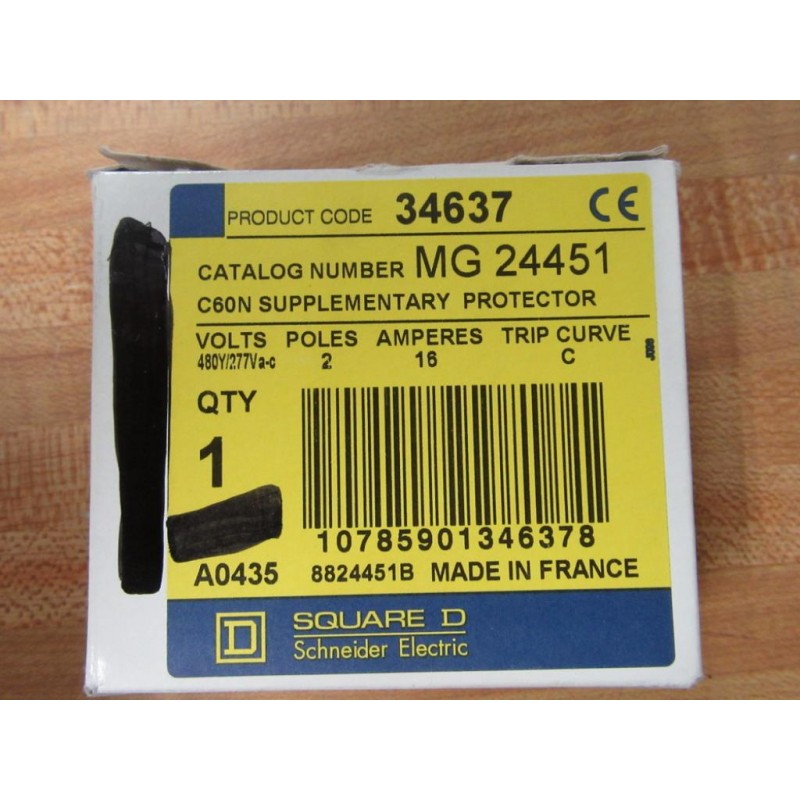 PRODUCT CODE 34637 CE
CATALOG NUMBER MG 24451
C60N SUPPLEMENTARY PROTECTOR
VOLTS POLES AMPERES TRIP CURVE
480Y/277Va-c 2 16 C
QTY
1
10785901346378
A0435 8824451B MADE IN FRANCE
D SQUARE D
Schneider Electric